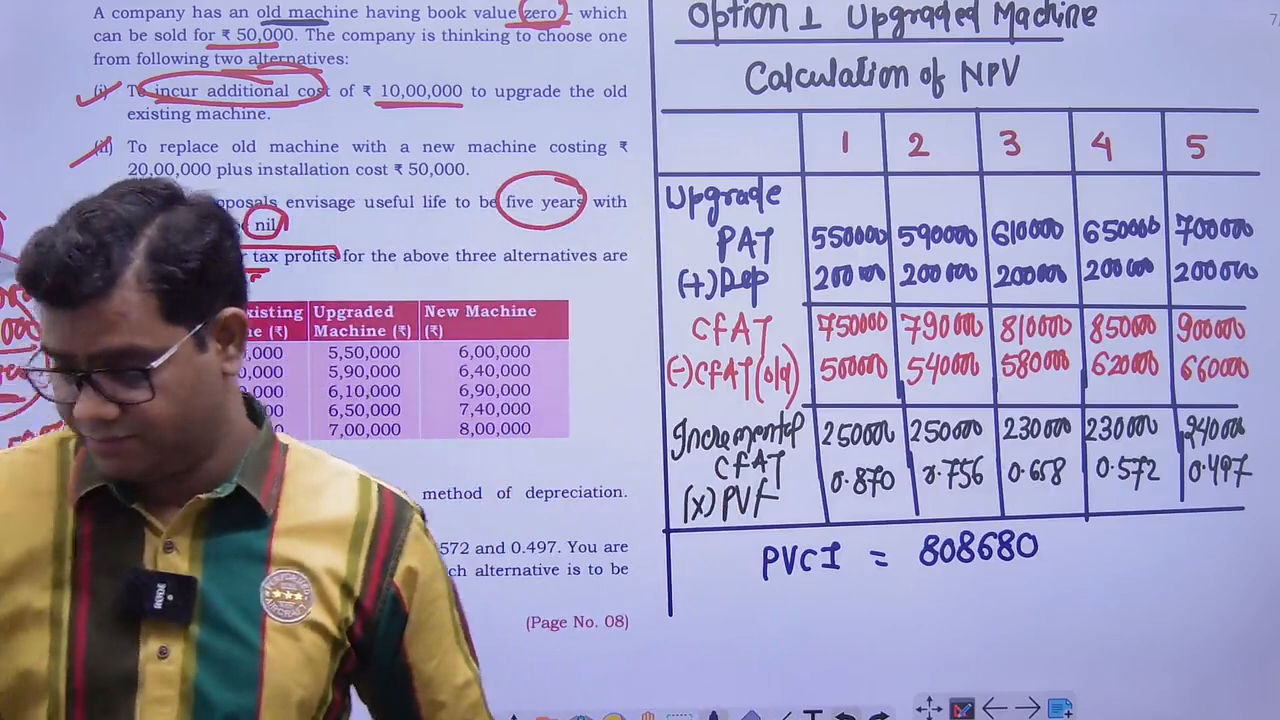 A company has an old machine having book value zero – which
can be sold for ₹ 50,000. The company is thinking to choose one
from following two alternatives:
(i) To incur additional cost of ₹ 10,00,000 to upgrade the old
existing machine.
(ii) To replace old machine with a new machine costing ₹
20,00,000 plus installation cost ₹ 50,000.
envisage useful life to be five years with
nil
tax profits for the above three alternatives are
Upgraded New Machine
Machine (₹) (₹)
5,50,000 6,00,000
5,90,000 6,40,000
6,10,000 6,90,000
6,50,000 7,40,000
7,00,000 8,00,000
method of depreciation.
572 and 0.497. You are
ch alternative is to be
(Page No. 08)
RODE
Option 1 Upgraded Machine
Calculation of NPV
1 2 3 4 5
Upgrade
PAT 550000 590000 610000 650000 700000
(+) Dep 200000 200000 200000 200000 200000
CFAT 750000 790000 810000 850000 900000
(-) CFAT (old) 500000 540000 580000 620000 660000
Incremental 250000 250000 230000 230000 240000
CFAT
(x) PVF 0.870 0.756 0.658 0.572 0.497
PVCI = 808680
7